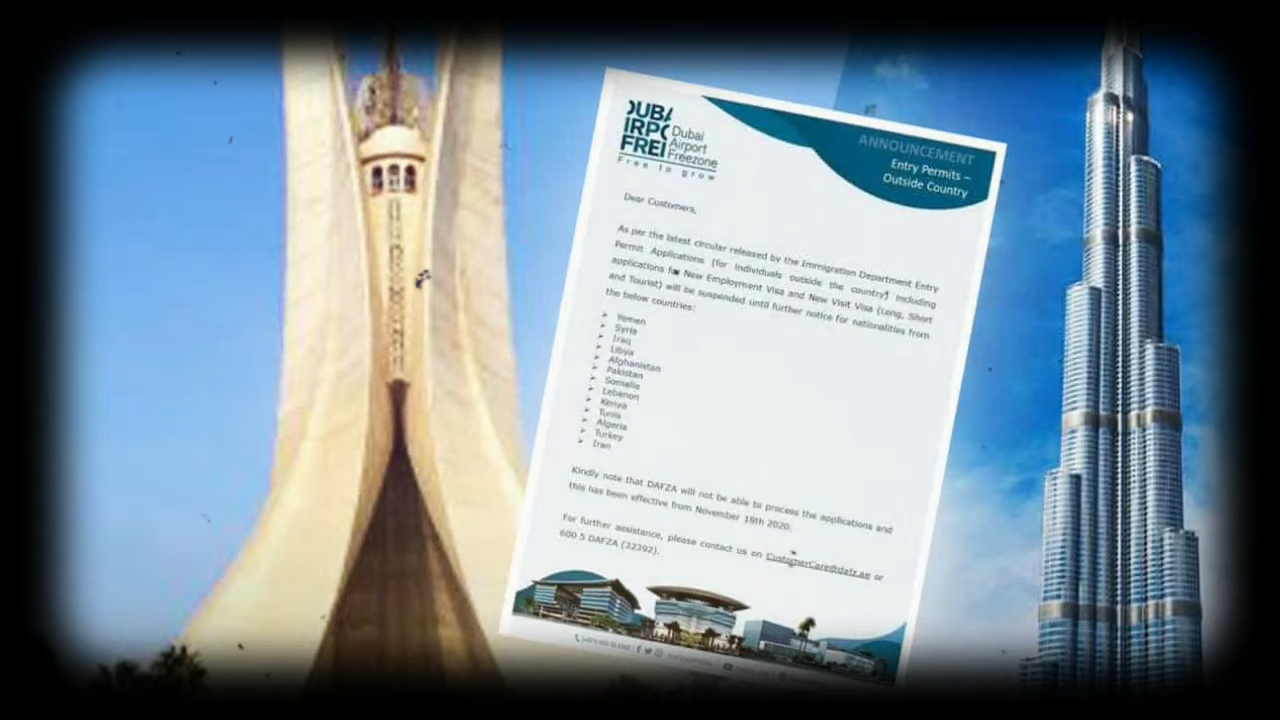 DUBA
AIRPO
FREI
Dubai
Airport
Freezone
Free to grow
ANNOUNCEMENT
Entry Permits –
Outside Country
Dear Customers,
As per the latest circular released by the Immigration Department Entry
Permit Applications (for individuals outside the country) including
applications for New Employment Visa and New Visit Visa (Long, Short
and Tourist) will be suspended until further notice for nationalities from
the below countries:
Yemen
Syria
Iraq
Libya
Afghanistan
Pakistan
Somalia
Lebanon
Kenya
Tunis
Algeria
Turkey
Iran
Kindly note that DAFZA will not be able to process the applications and
this has been effective from November 18th 2020.
For further assistance, please contact us on CustomerCare@dafz.ae or
600 5 DAFZA (32392).